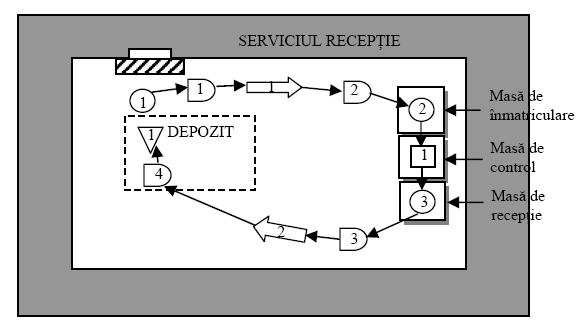 SERVICIUL RECEPȚIE
1
1
1
2
2
Masă de
înmatriculare
1
DEPOZIT
1
Masă de
control
4
3
Masă de
recepție
2
3